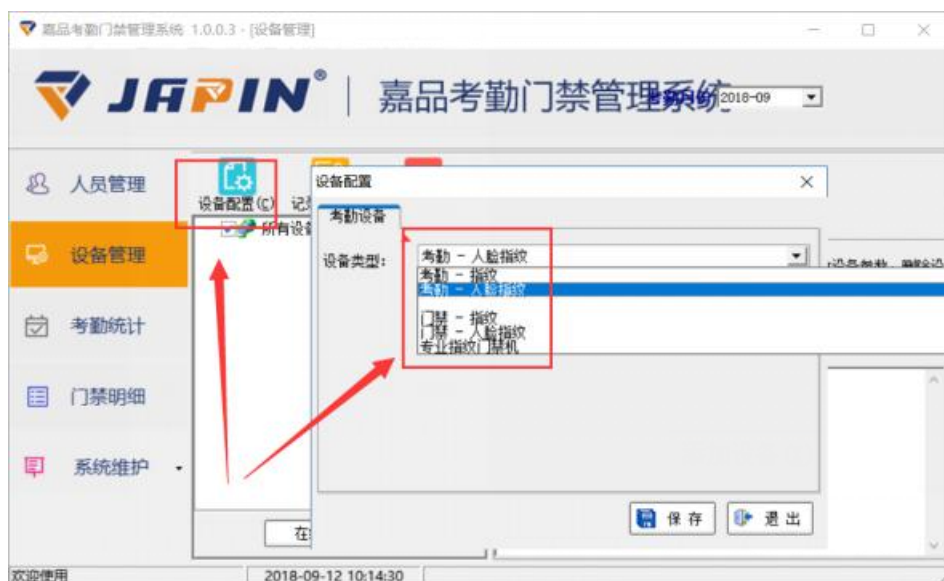 嘉品考勤门禁管理系统 1.0.0.3 - [设备管理]
JAPIN® | 嘉品考勤门禁管理系统
2018-09
人员管理
设备管理
考勤统计
门禁明细
系统维护
设备配置(C)
所有设备
设备配置
考勤设备
设备类型:
考勤 - 人脸指纹
考勤 - 指纹
考勤 - 人脸指纹
门禁 - 指纹
门禁 - 人脸指纹
专业指纹门禁机
保存
退出
在
欢迎使用
2018-09-12 10:14:30